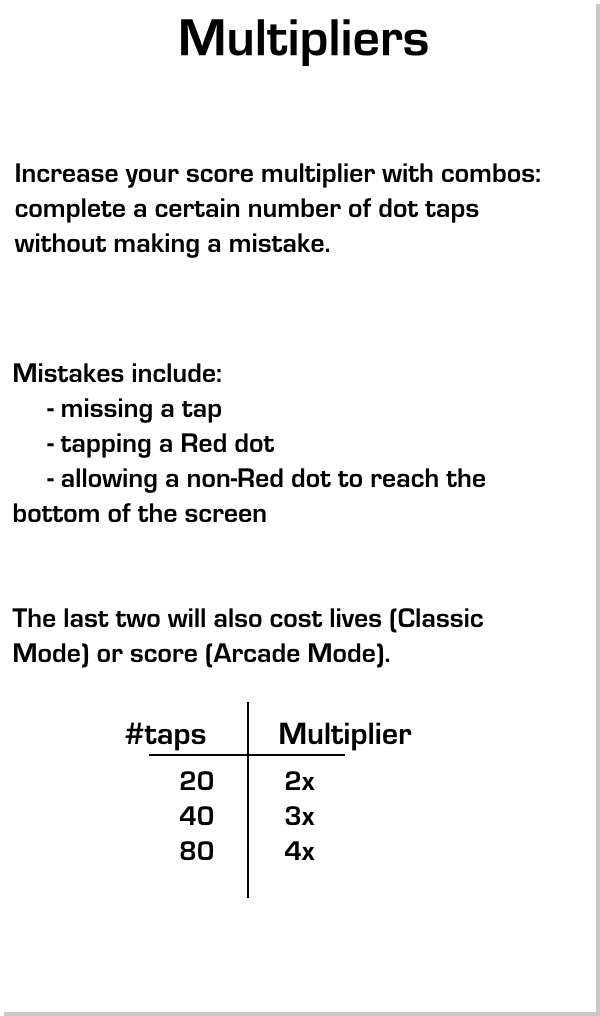 Multipliers
Increase your score multiplier with combos:
complete a certain number of dot taps
without making a mistake.
Mistakes include:
- missing a tap
- tapping a Red dot
- allowing a non-Red dot to reach the
bottom of the screen
The last two will also cost lives (Classic
Mode) or score (Arcade Mode).
#taps Multiplier
20 2x
40 3x
80 4x